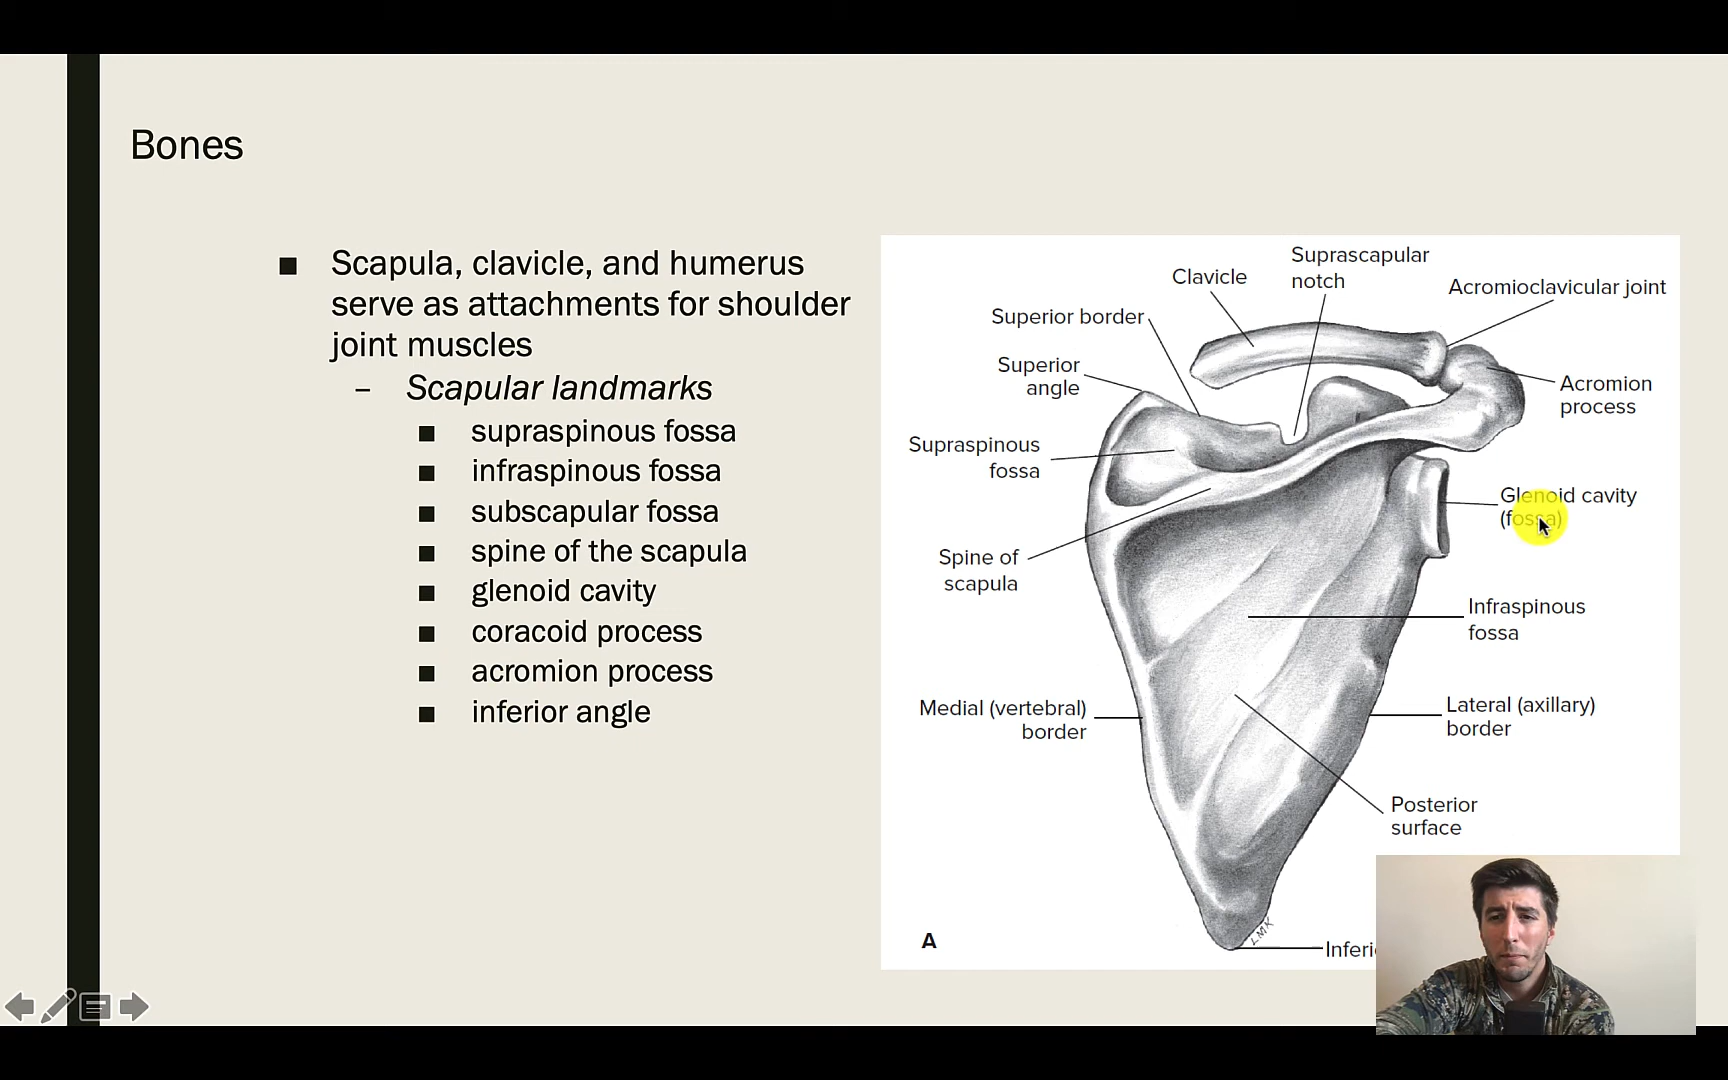 Bones
■ Scapula, clavicle, and humerus
serve as attachments for shoulder
joint muscles
– Scapular landmarks
■ supraspinous fossa
■ infraspinous fossa
■ subscapular fossa
■ spine of the scapula
■ glenoid cavity
■ coracoid process
■ acromion process
■ inferior angle
Suprascapular
notch
Clavicle
Acromioclavicular joint
Superior border
Superior
angle
Acromion
process
Supraspinous
fossa
Glenoid cavity
(fossa)
Spine of
scapula
Infraspinous
fossa
Medial (vertebral)
border
Lateral (axillary)
border
Posterior
surface
A
LMK
Inferi